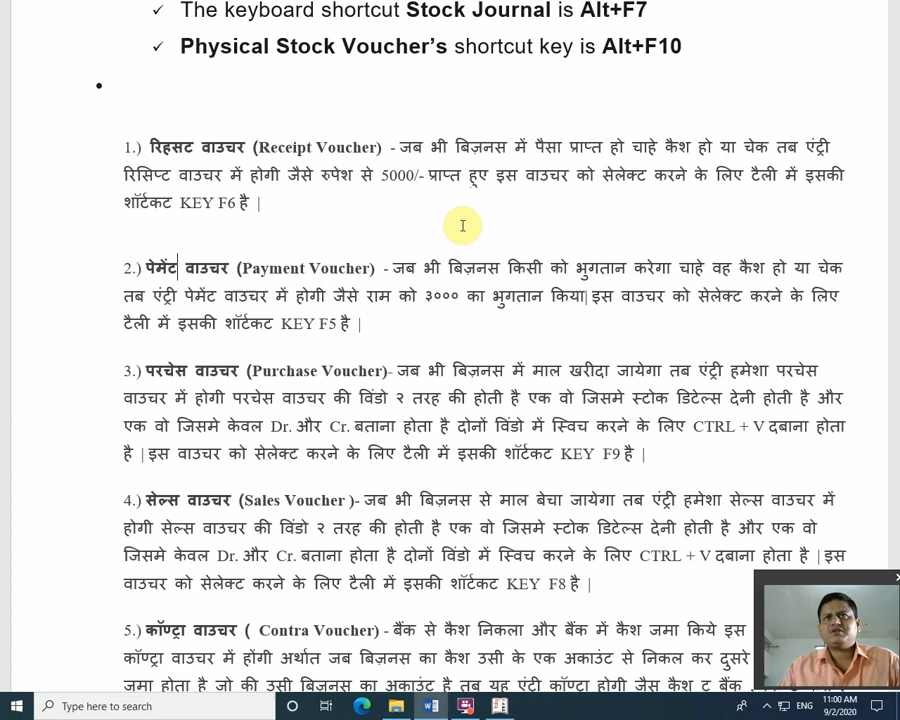 ✓ The keyboard shortcut Stock Journal is Alt+F7
✓ Physical Stock Voucher's shortcut key is Alt+F10
•
1.) रिहसट वाउचर (Receipt Voucher) - जब भी बिज़नस में पैसा प्राप्त हो चाहे कैश हो या चेक तब एंट्री
रिसिप्ट वाउचर में होगी जैसे रुपेश से 5000/- प्राप्त हूए इस वाउचर को सेलेक्ट करने के लिए टैली में इसकी
शॉर्टकट KEY F6 है |
2.) पेमेंट वाउचर (Payment Voucher) - जब भी बिज़नस किसी को भुगतान करेगा चाहे वह कैश हो या चेक
तब एंट्री पेमेंट वाउचर में होगी जैसे राम को ३००० का भुगतान किया| इस वाउचर को सेलेक्ट करने के लिए
टैली में इसकी शॉर्टकट KEY F5 है |
3.) परचेस वाउचर (Purchase Voucher)- जब भी बिज़नस में माल खरीदा जायेगा तब एंट्री हमेशा परचेस
वाउचर में होगी परचेस वाउचर की विंडो २ तरह की होती है एक वो जिसमे स्टोक डिटेल्स देनी होती है और
एक वो जिसमे केवल Dr. और Cr. बताना होता है दोनों विंडो में स्विच करने के लिए CTRL + V दबाना होता
है | इस वाउचर को सेलेक्ट करने के लिए टैली में इसकी शॉर्टकट KEY F9 है |
4.) सेल्स वाउचर (Sales Voucher )- जब भी बिज़नस से माल बेचा जायेगा तब एंट्री हमेशा सेल्स वाउचर में
होगी सेल्स वाउचर की विंडो २ तरह की होती है एक वो जिसमे स्टोक डिटेल्स देनी होती है और एक वो
जिसमे केवल Dr. और Cr. बताना होता है दोनों विंडो में स्विच करने के लिए CTRL + V दबाना होता है | इस
वाउचर को सेलेक्ट करने के लिए टैली में इसकी शॉर्टकट KEY F8 है |
5.) कॉण्ट्रा वाउचर ( Contra Voucher) - बैंक से कैश निकला और बैंक में कैश जमा किये इस
कॉण्ट्रा वाउचर में होंगी अर्थात जब बिज़नस का कैश उसी के एक अकाउंट से निकल कर दुसरे
जमा होता है जो की उसी बिज़नस का अकाउंट है तब यह एंटी कॉण्ट्रा होगी
Type here to search
ENG
11:00 AM
9/2/2020